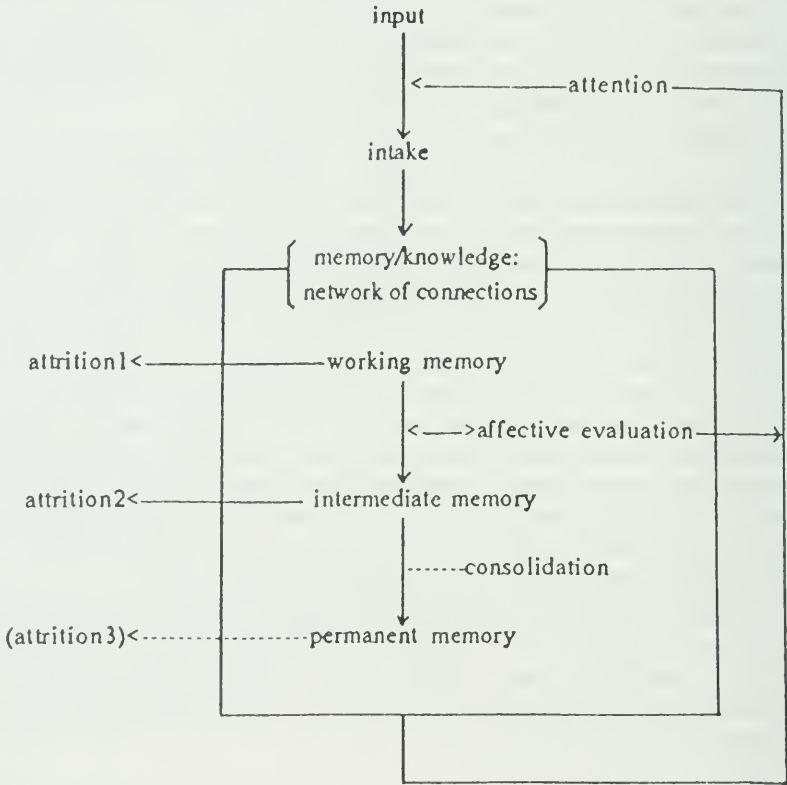 input
attention
intake
memory/knowledge:
network of connections
attrition1 working memory
affective evaluation
attrition2 intermediate memory
consolidation
(attrition3) permanent memory